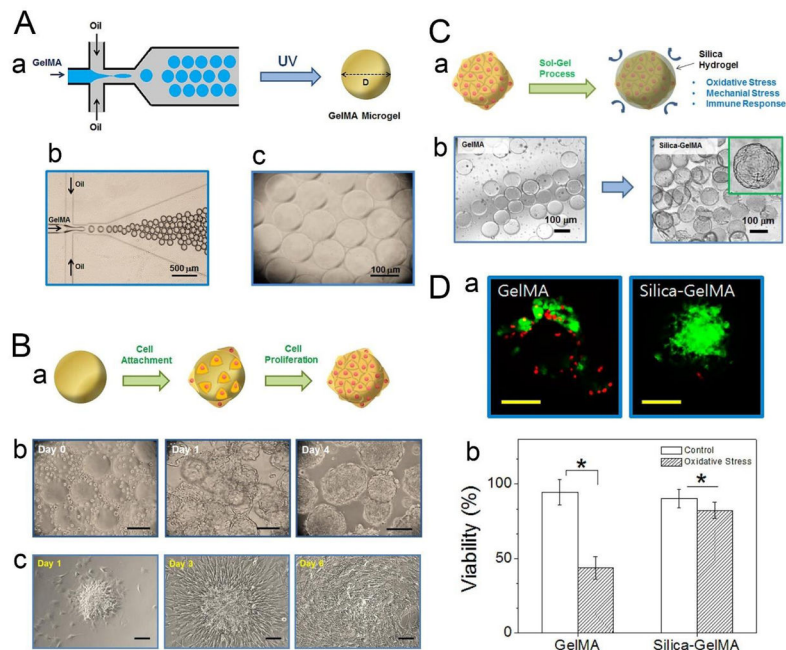 A
a
Oil
GelMA
Oil
UV
D
GelMA Microgel
b
Oil
GelMA
Oil
500 µm
c
100 µm
B
a
Cell
Attachment
Cell
Proliferation
b
Day 0
Day 1
Day 4
c
Day 1
Day 3
C
a
Sol-Gel
Process
Silica
Hydrogel
• Oxidative Stress
• Mechanial Stress
• Immune Response
b
GelMA
100 µm
Silica-GelMA
100 µm
D
a
GelMA
Silica-GelMA
b
Viability (%)
100
50
0
*
*
Control
Oxidative Stress
GelMA
Silica-GelMA